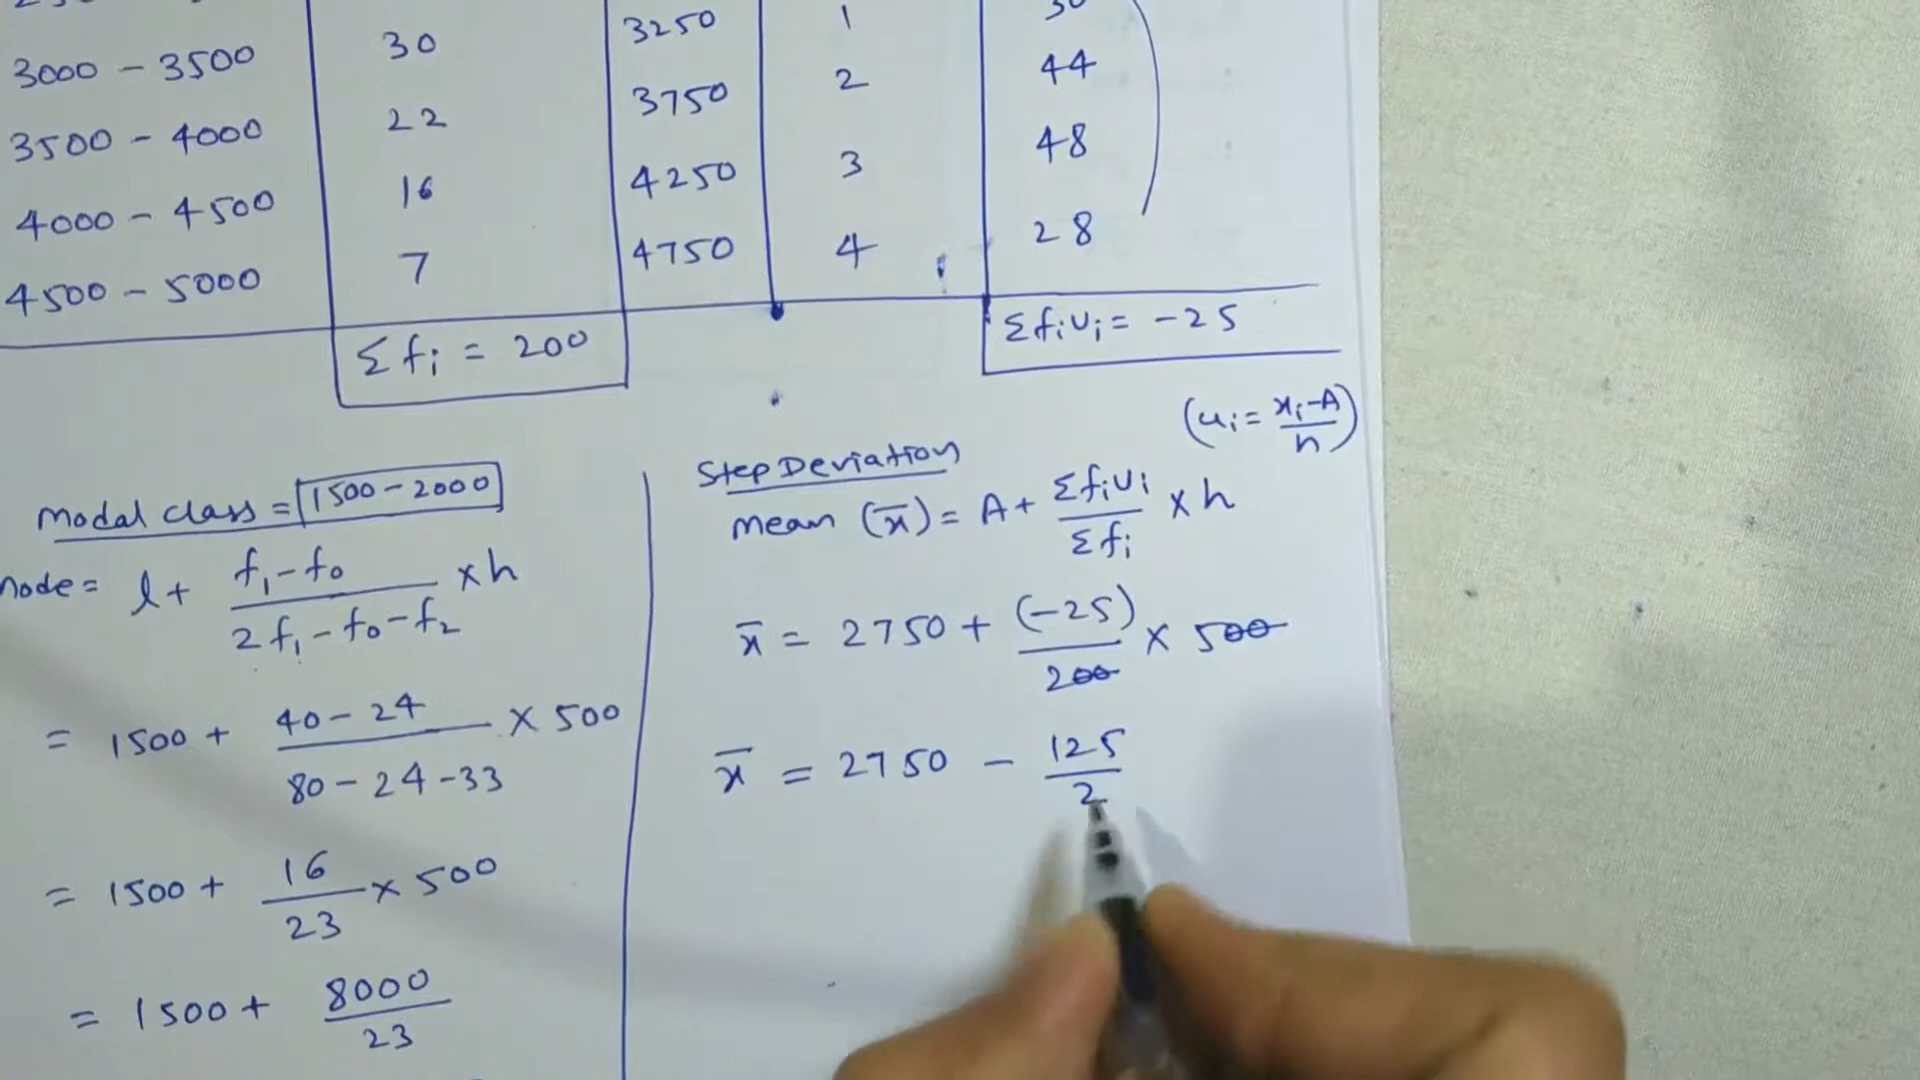 3250 1
3000 - 3500 30
3750 2 44
3500 - 4000 22
4250 3 48
4000 - 4500 16
4750 4 28
4500 - 5000 7
Σfi = 200 Σfiui = -25
(ui = xi-A/h)
Modal class = 1500 - 2000
mode = l + f1-f0/2f1-f0-f2 × h
= 1500 + 40-24/80-24-33 × 500
= 1500 + 16/23 × 500
= 1500 + 8000/23
Step Deviation
mean (x̄) = A + Σfiui/Σfi × h
x̄ = 2750 + (-25)/200 × 500
x̄ = 2750 - 125/2